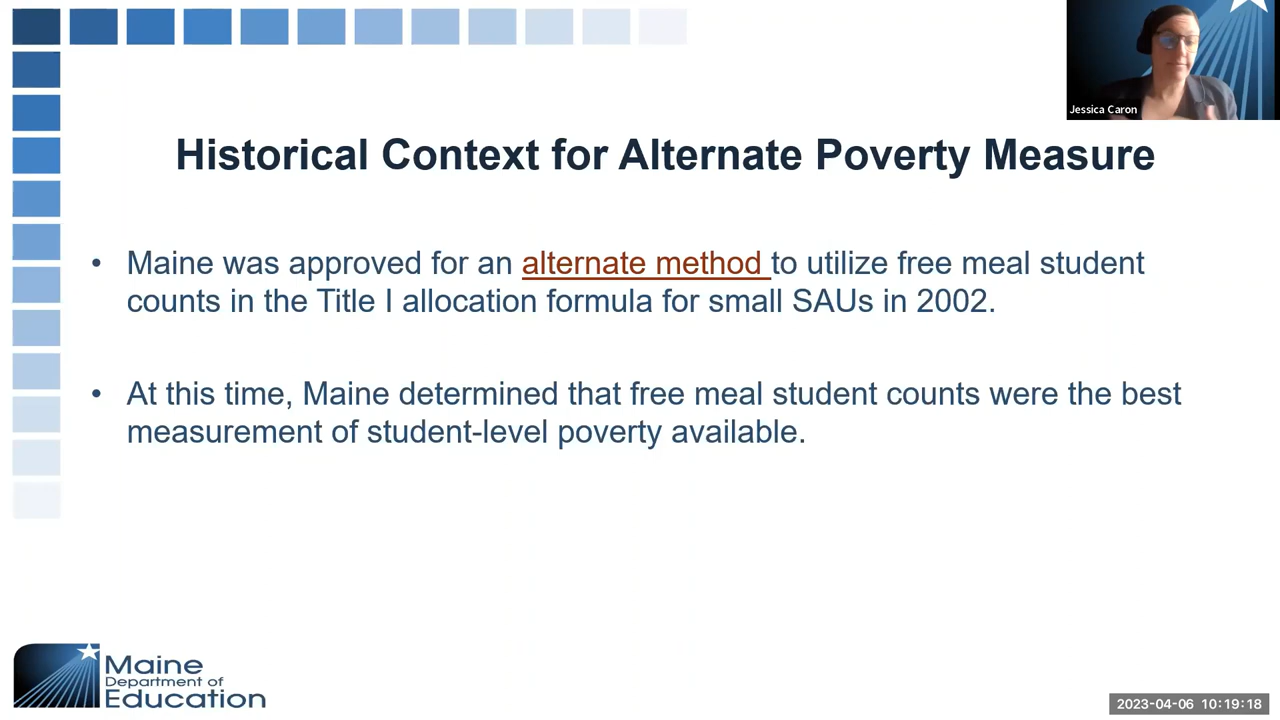 Jessica Caron
Historical Context for Alternate Poverty Measure
• Maine was approved for an alternate method to utilize free meal student
counts in the Title I allocation formula for small SAUs in 2002.
• At this time, Maine determined that free meal student counts were the best
measurement of student-level poverty available.
Maine
Department of
Education
2023-04-06 10:19:18